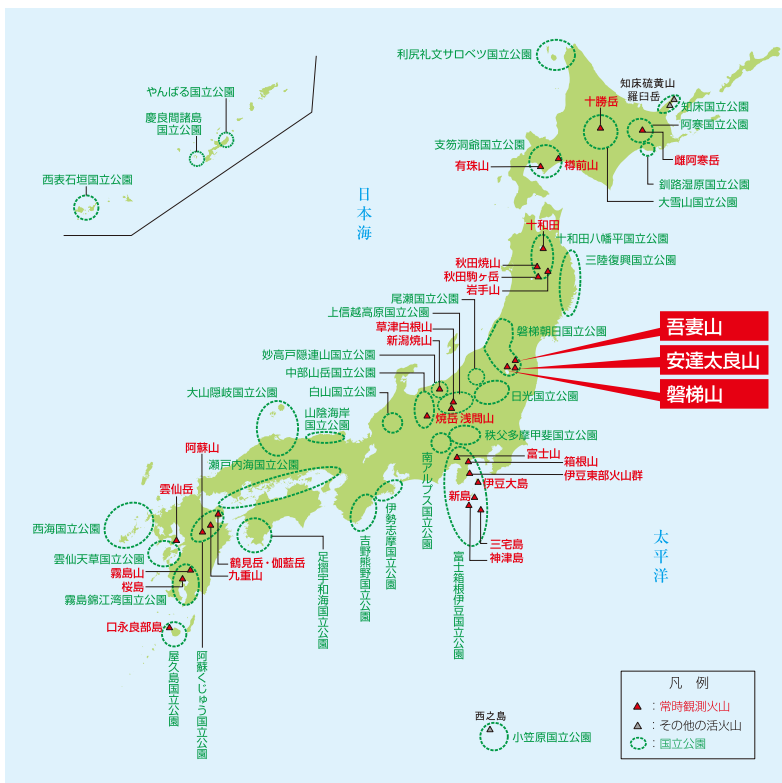 利尻礼文サロベツ国立公園
知床硫黄山
羅臼岳
知床国立公園
十勝岳
阿寒国立公園
雌阿寒岳
釧路湿原国立公園
大雪山国立公園
支笏洞爺国立公園
有珠山
樽前山
やんばる国立公園
慶良間諸島
国立公園
西表石垣国立公園
日本海
十和田
十和田八幡平国立公園
三陸復興国立公園
秋田焼山
秋田駒ヶ岳
岩手山
尾瀬国立公園
上信越高原国立公園
草津白根山
新潟焼山
磐梯朝日国立公園
吾妻山
安達太良山
磐梯山
妙高戸隠連山国立公園
中部山岳国立公園
白山国立公園
日光国立公園
大山隠岐国立公園
山陰海岸
国立公園
焼岳
浅間山
秩父多摩甲斐国立公園
阿蘇山
瀬戸内海国立公園
富士山
箱根山
伊豆東部火山群
伊豆大島
新島
三宅島
神津島
雲仙岳
西海国立公園
雲仙天草国立公園
霧島山
桜島
霧島錦江湾国立公園
鶴見岳・伽藍岳
九重山
口永良部島
屋久島国立公園
阿蘇くじゅう国立公園
足摺宇和海国立公園
吉野熊野国立公園
伊勢志摩国立公園
南アルプス国立公園
富士箱根伊豆国立公園
太平洋
西之島
小笠原国立公園
凡 例
：常時観測火山
：その他の活火山
：国立公園